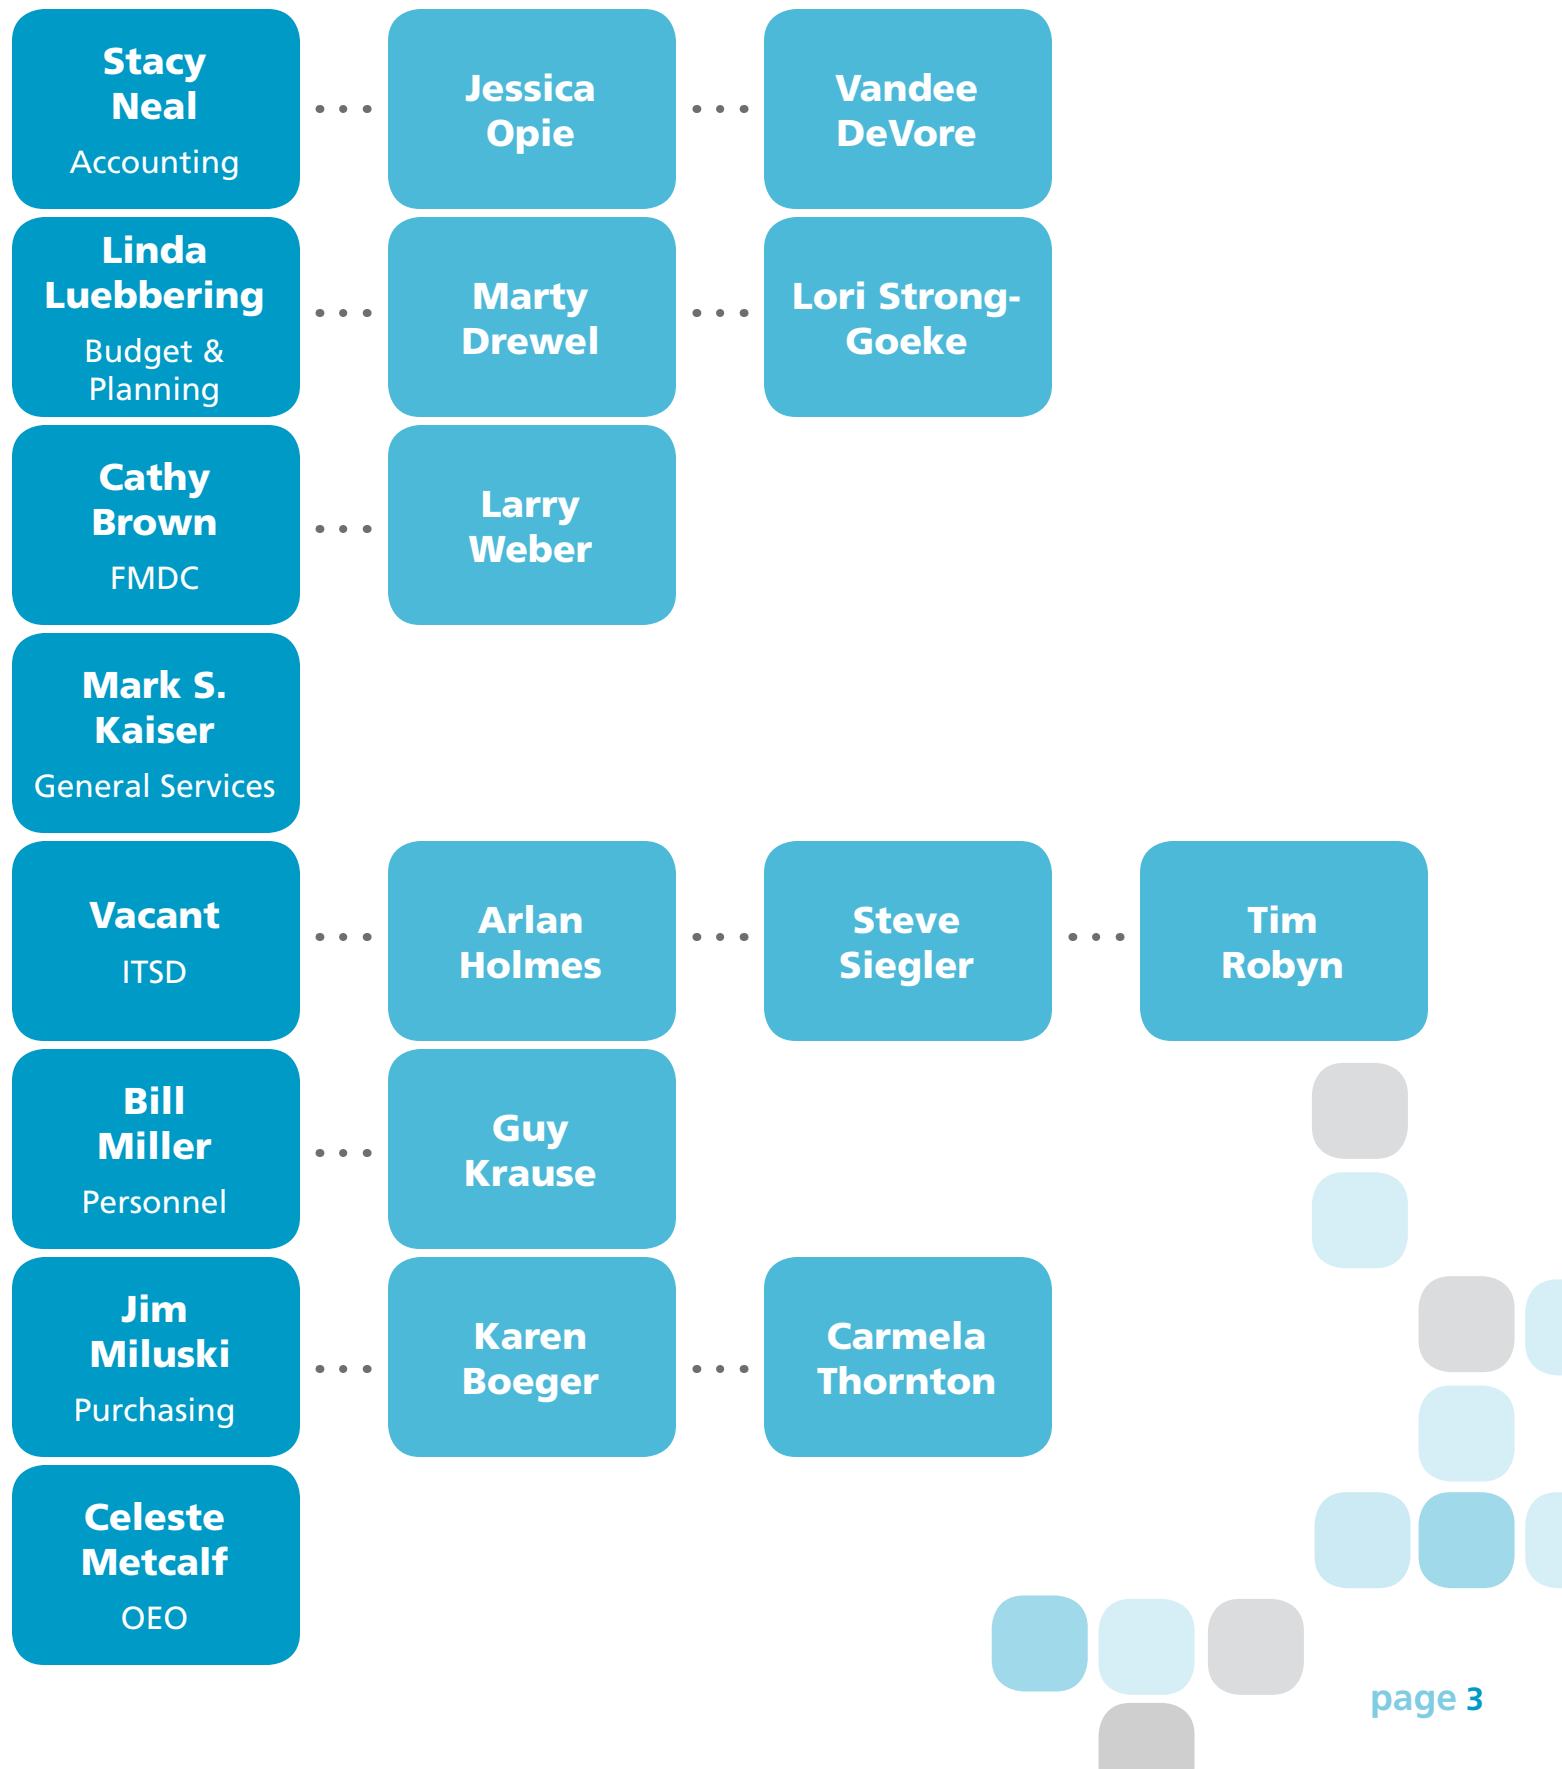 Stacy
Neal
Accounting
Jessica
Opie
Vandee
DeVore
Linda
Luebbering
Budget &
Planning
Marty
Drewel
Lori Strong-
Goeke
Cathy
Brown
FMDC
Larry
Weber
Mark S.
Kaiser
General Services
Vacant
ITSD
Arlan
Holmes
Steve
Siegler
Tim
Robyn
Bill
Miller
Personnel
Guy
Krause
Jim
Miluski
Purchasing
Karen
Boeger
Carmela
Thornton
Celeste
Metcalf
OEO
page 3